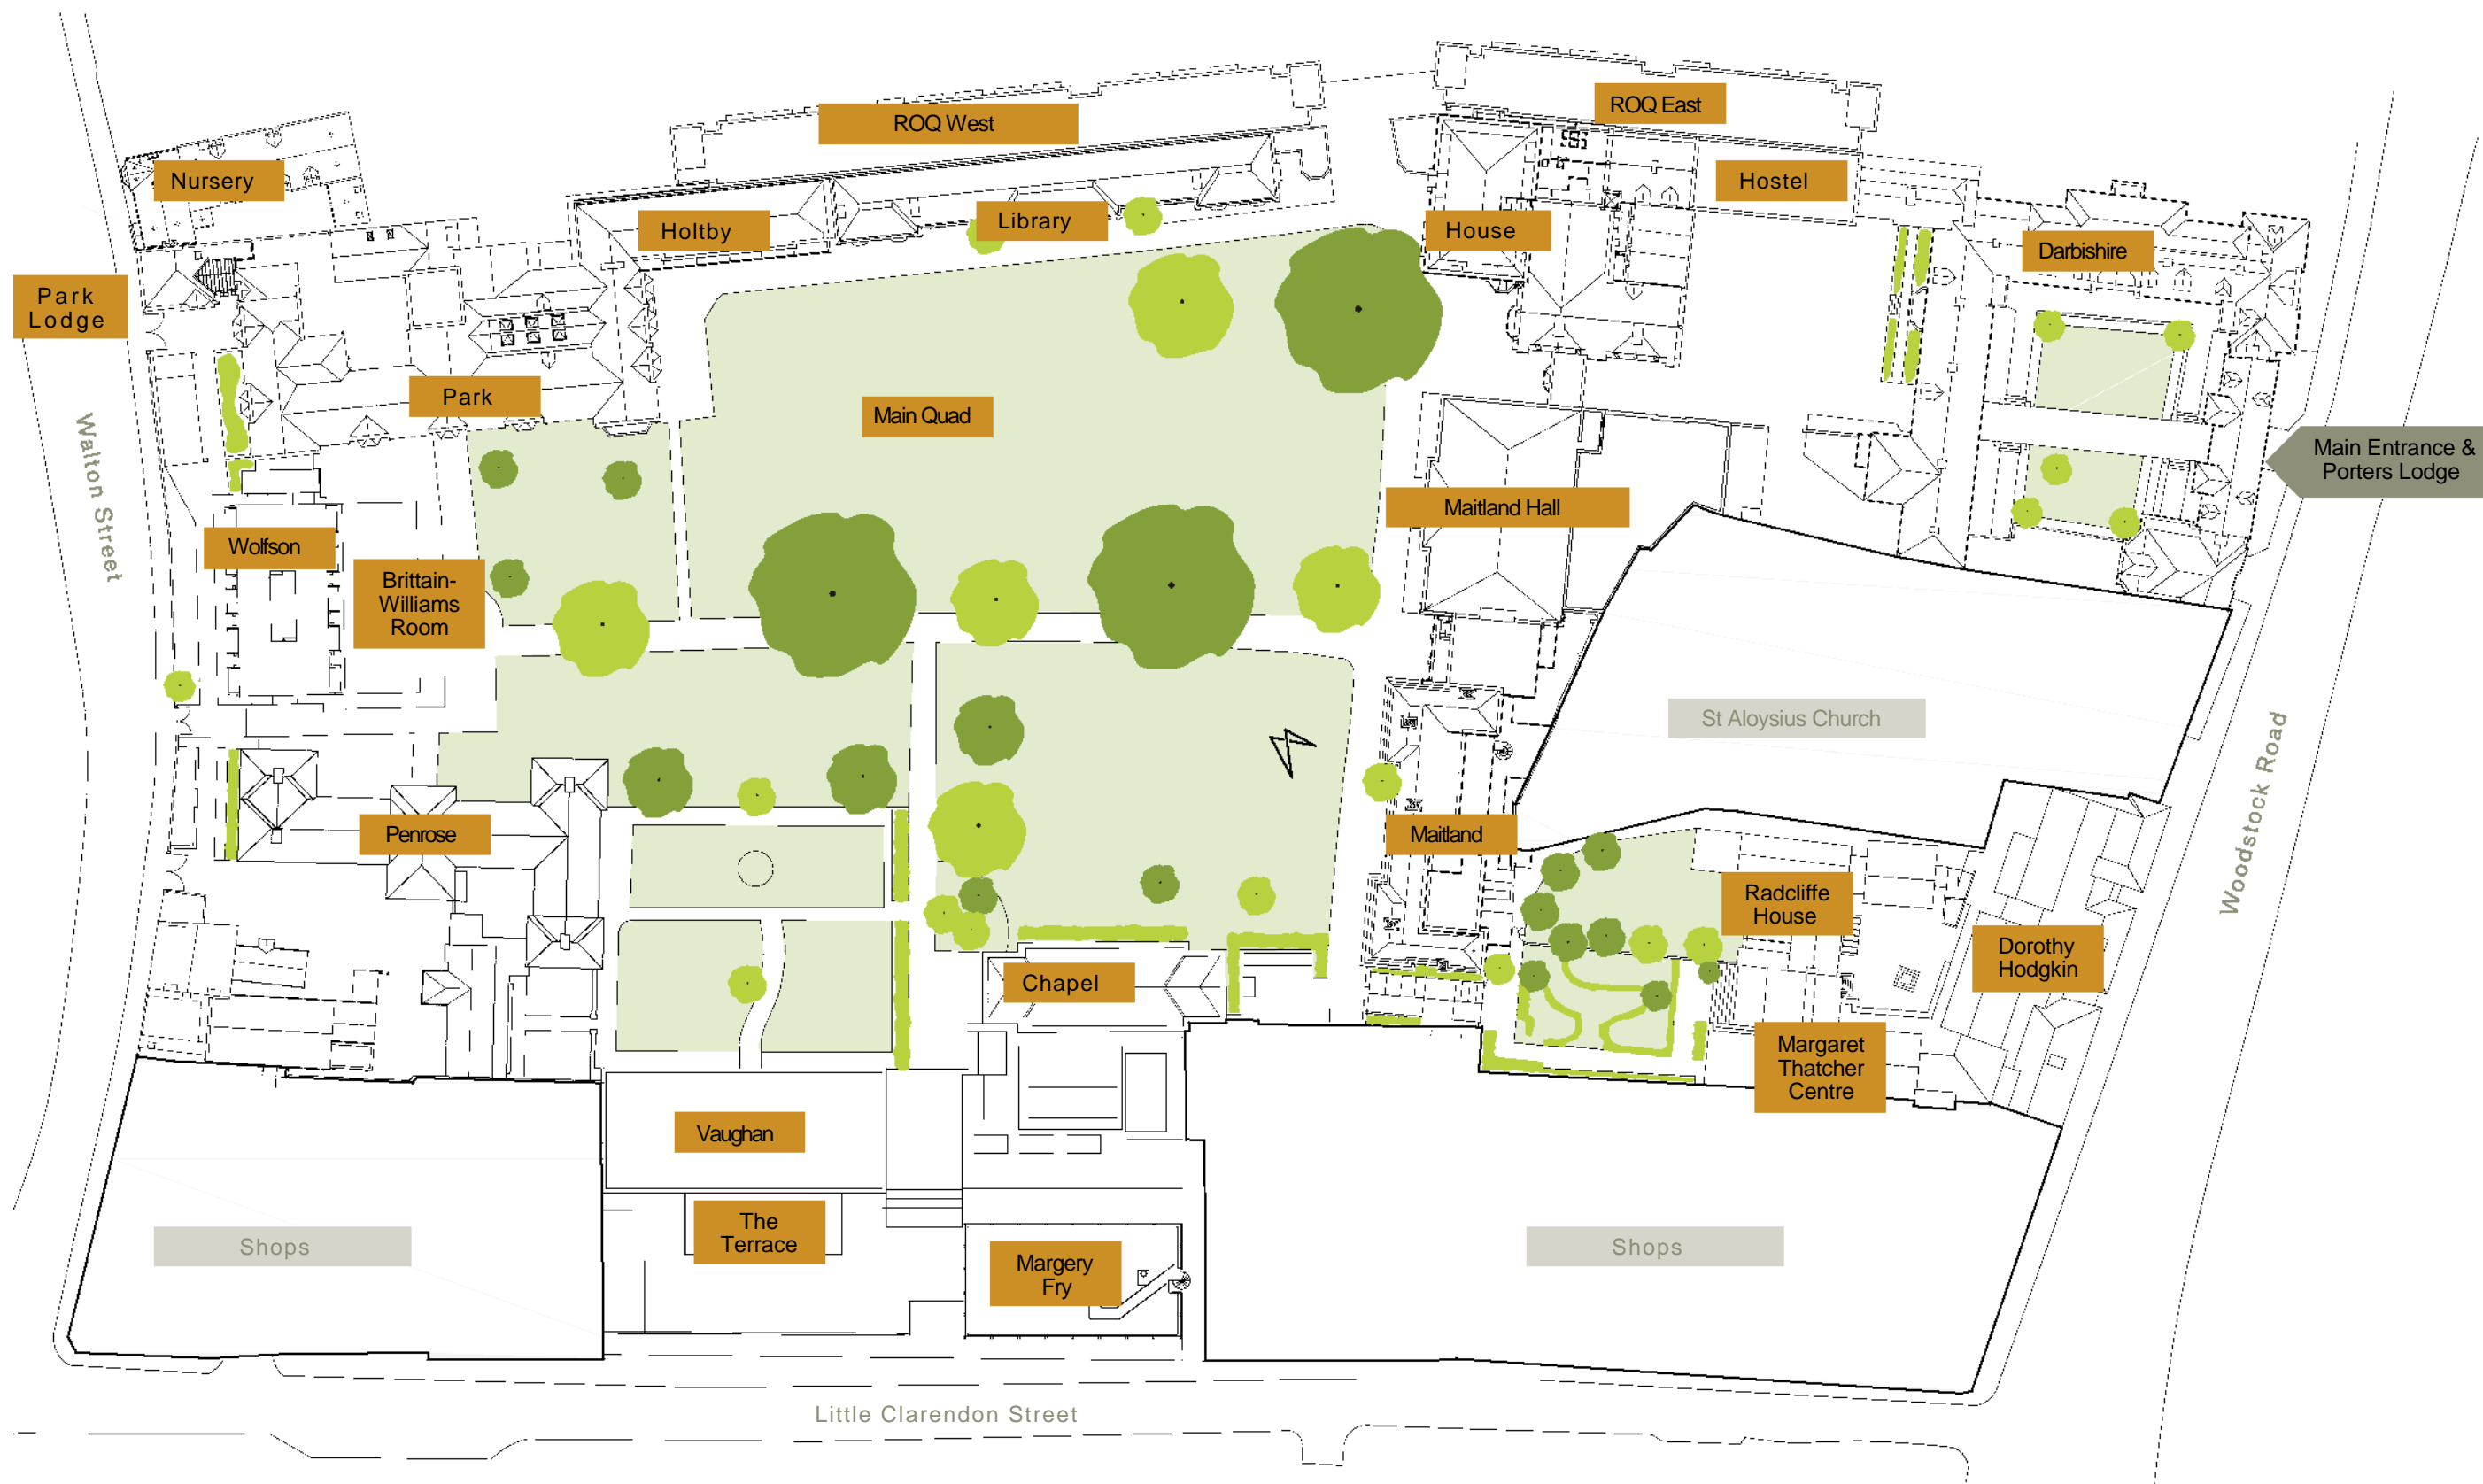 ROQ East
ROQ West
Nursery
Hostel
Library
Holtby
House
Darbishire
Park
Lodge
Park
Main Quad
Main Entrance &
Porters Lodge
Walton Street
Maitland Hall
Wolfson
Brittain-
Williams
Room
St Aloysius Church
Woodstock Road
Penrose
Maitland
Radcliffe
House
Dorothy
Hodgkin
Chapel
Margaret
Thatcher
Centre
Vaughan
The
Terrace
Shops
Margery
Fry
Shops
Little Clarendon Street